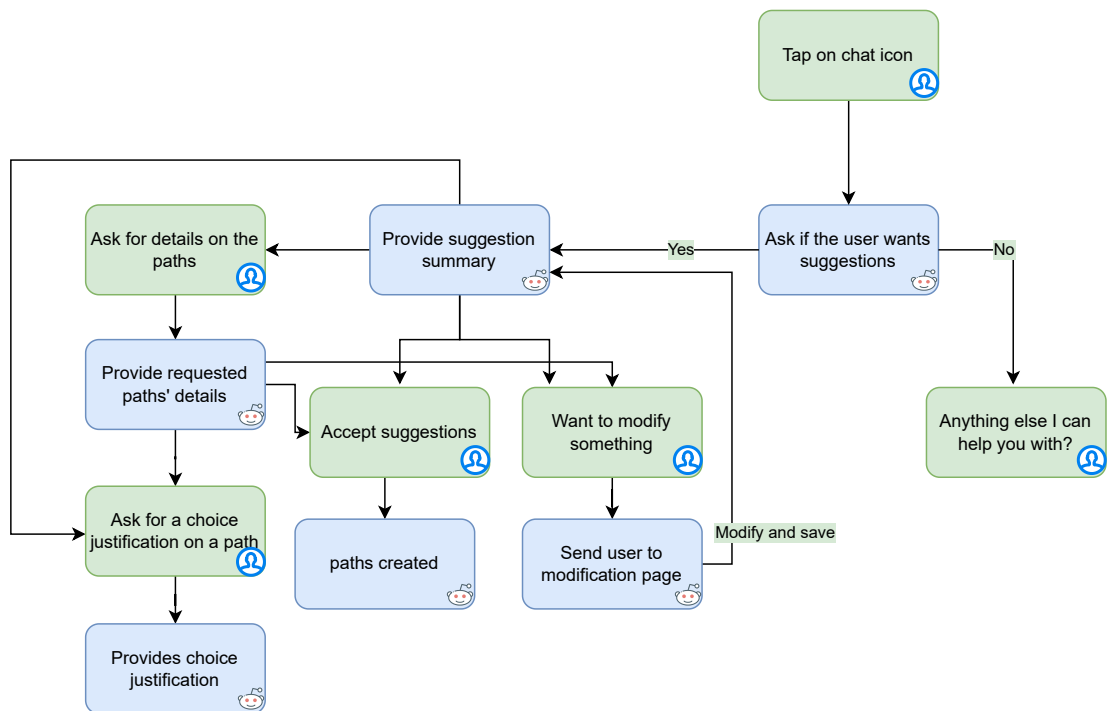 Tap on chat icon
Ask for details on the
paths
Provide suggestion
summary
Yes
Ask if the user wants
suggestions
No
Provide requested
paths' details
Accept suggestions
Want to modify
something
Anything else I can
help you with?
Ask for a choice
justification on a path
paths created
Send user to
modification page
Modify and save
Provides choice
justification